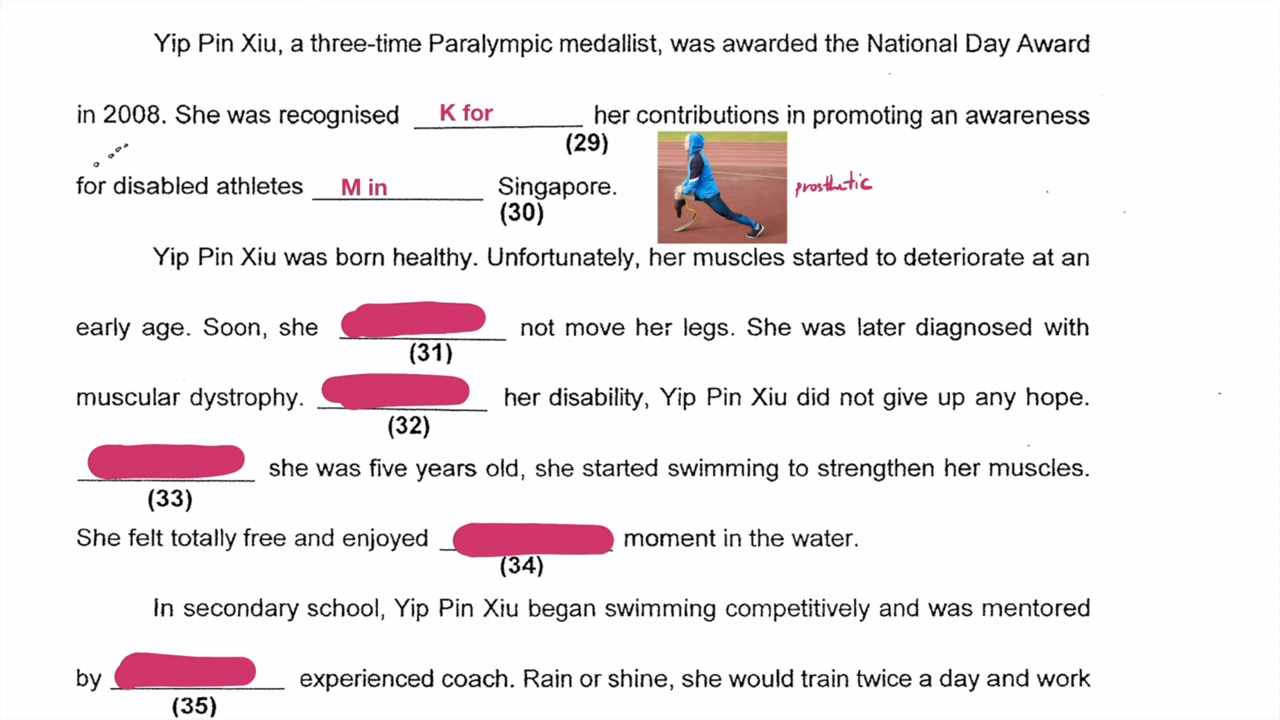 Yip Pin Xiu, a three-time Paralympic medallist, was awarded the National Day Award
in 2008. She was recognised K for her contributions in promoting an awareness
(29)
for disabled athletes M in Singapore.
(30)
prosthetic
Yip Pin Xiu was born healthy. Unfortunately, her muscles started to deteriorate at an
early age. Soon, she not move her legs. She was later diagnosed with
(31)
muscular dystrophy. her disability, Yip Pin Xiu did not give up any hope.
(32)
she was five years old, she started swimming to strengthen her muscles.
(33)
She felt totally free and enjoyed moment in the water.
(34)
In secondary school, Yip Pin Xiu began swimming competitively and was mentored
by experienced coach. Rain or shine, she would train twice a day and work
(35)